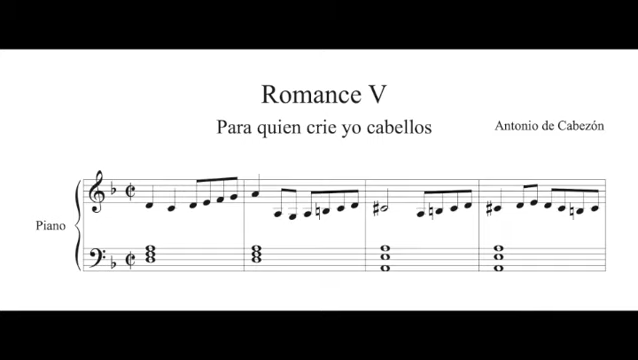 Romance V
Para quien crie yo cabellos
Antonio de Cabezón
Piano